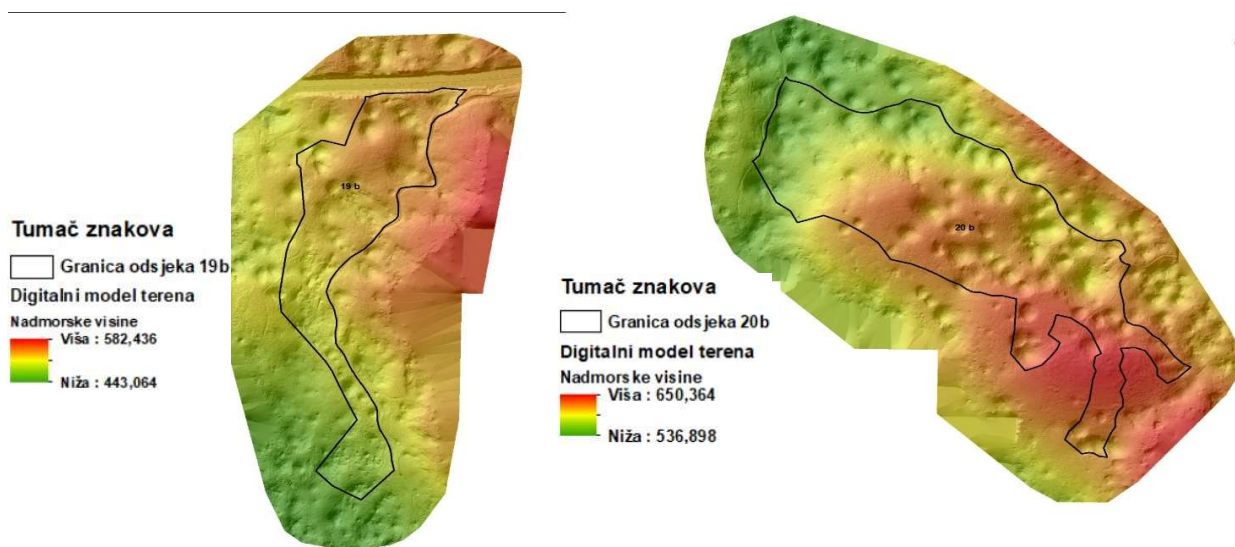 19 b
Tumač znakova
Granica odsjeka 19b
Digitalni model terena
Nadmorske visine
Viša : 582,436
Niža : 443,064
20 b
Tumač znakova
Granica odsjeka 20b
Digitalni model terena
Nadmorske visine
Viša : 650,364
Niža : 536,898